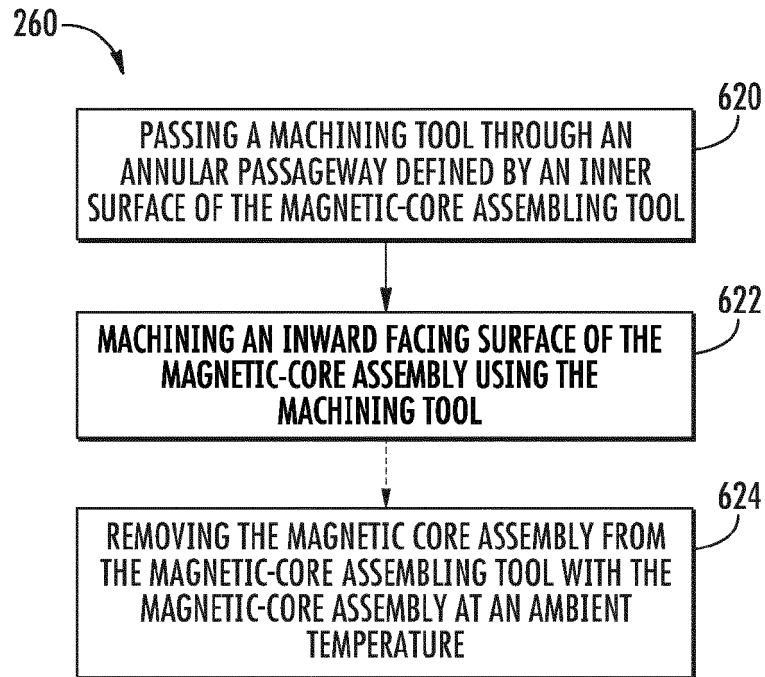 260
620
PASSING A MACHINING TOOL THROUGH AN
ANNULAR PASSAGEWAY DEFINED BY AN INNER
SURFACE OF THE MAGNETIC-CORE ASSEMBLING TOOL
622
MACHINING AN INWARD FACING SURFACE OF THE
MAGNETIC-CORE ASSEMBLY USING THE
MACHINING TOOL
624
REMOVING THE MAGNETIC CORE ASSEMBLY FROM
THE MAGNETIC-CORE ASSEMBLING TOOL WITH THE
MAGNETIC-CORE ASSEMBLY AT AN AMBIENT
TEMPERATURE